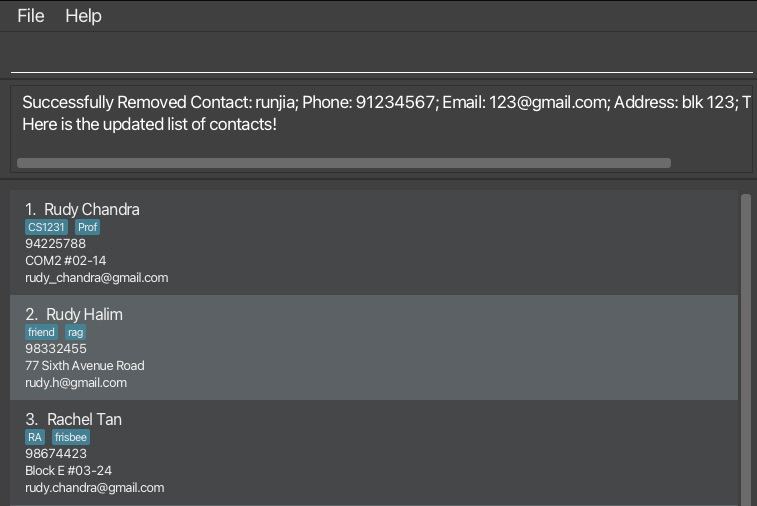 File Help
Successfully Removed Contact: runjia; Phone: 91234567; Email: 123@gmail.com; Address: blk 123; T
Here is the updated list of contacts!
1. Rudy Chandra
CS1231 Prof
94225788
COM2 #02-14
rudy_chandra@gmail.com
2. Rudy Halim
friend rag
98332455
77 Sixth Avenue Road
rudy.h@gmail.com
3. Rachel Tan
RA frisbee
98674423
Block E #03-24
rudy.chandra@gmail.com